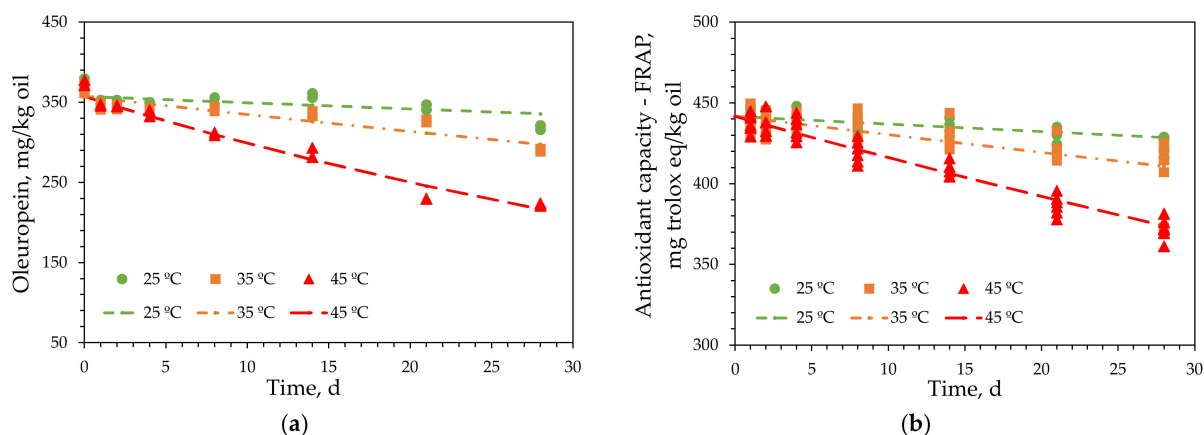 (a)
Oleuropein, mg/kg oil
450
350
250
150
50
0
5
10
15
20
25
30
Time, d
25 ºC
35 ºC
45 ºC
25 ºC
35 ºC
45 ºC
(b)
Antioxidant capacity - FRAP,
mg trolox eq/kg oil
500
450
400
350
300
0
5
10
15
20
25
30
Time, d
25 ºC
35 ºC
45 ºC
25 ºC
35 ºC
45 ºC